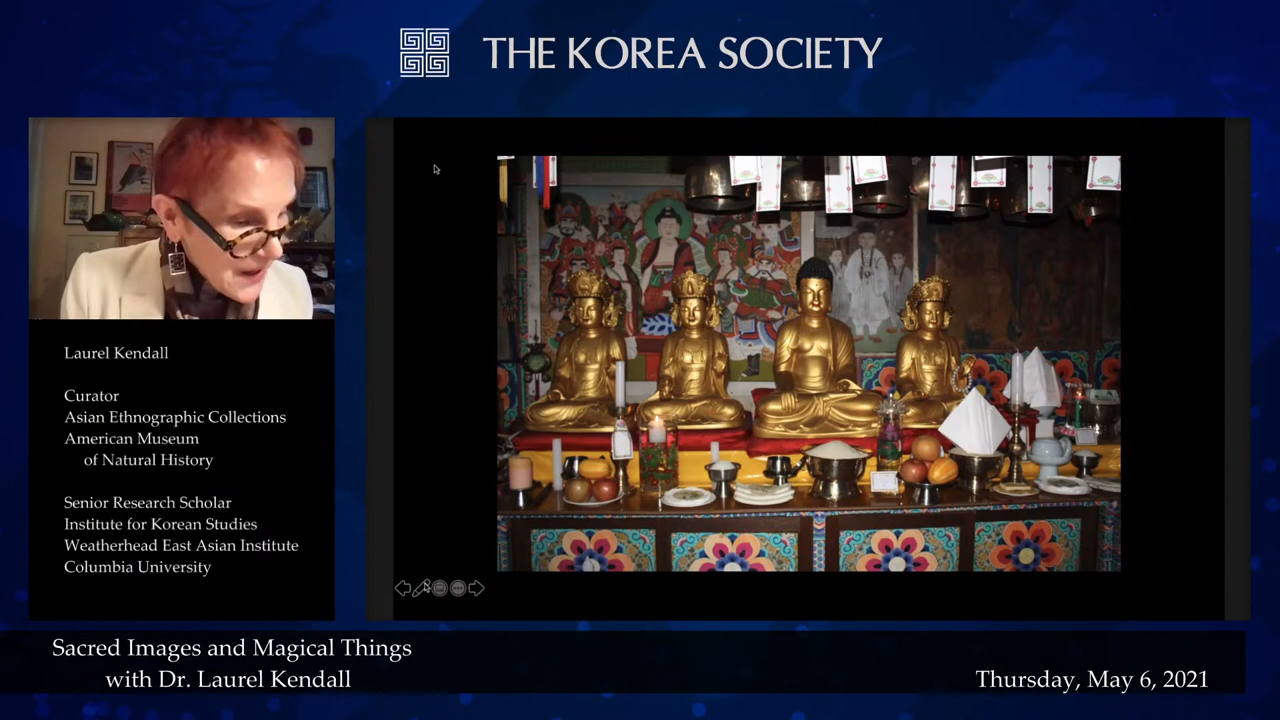 THE KOREA SOCIETY
Laurel Kendall
Curator
Asian Ethnographic Collections
American Museum
of Natural History
Senior Research Scholar
Institute for Korean Studies
Weatherhead East Asian Institute
Columbia University
Sacred Images and Magical Things
with Dr. Laurel Kendall
Thursday, May 6, 2021